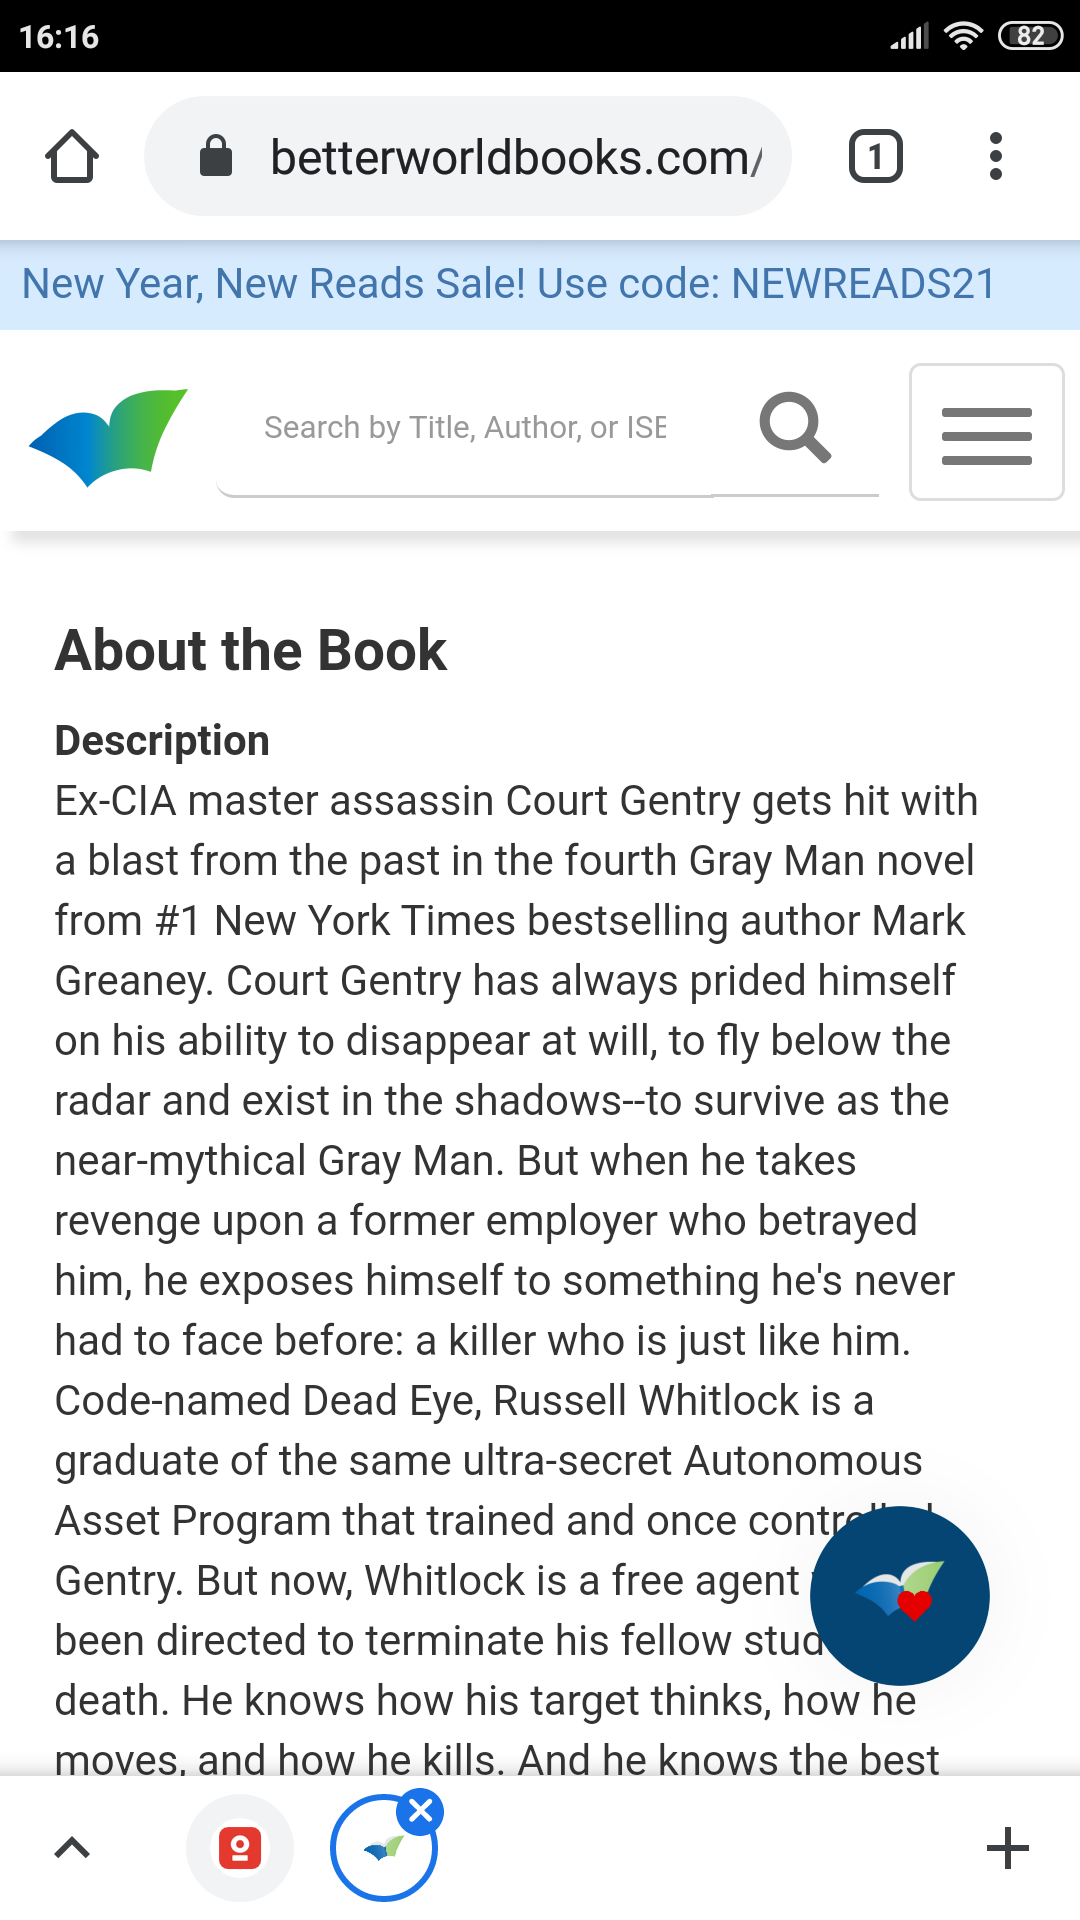 16:16
82
betterworldbooks.com/
1
New Year, New Reads Sale! Use code: NEWREADS21
Search by Title, Author, or ISB
About the Book
Description
Ex-CIA master assassin Court Gentry gets hit with
a blast from the past in the fourth Gray Man novel
from #1 New York Times bestselling author Mark
Greaney. Court Gentry has always prided himself
on his ability to disappear at will, to fly below the
radar and exist in the shadows--to survive as the
near-mythical Gray Man. But when he takes
revenge upon a former employer who betrayed
him, he exposes himself to something he's never
had to face before: a killer who is just like him.
Code-named Dead Eye, Russell Whitlock is a
graduate of the same ultra-secret Autonomous
Asset Program that trained and once controlled
Gentry. But now, Whitlock is a free agent
been directed to terminate his fellow stud
death. He knows how his target thinks, how he
moves, and how he kills. And he knows the best